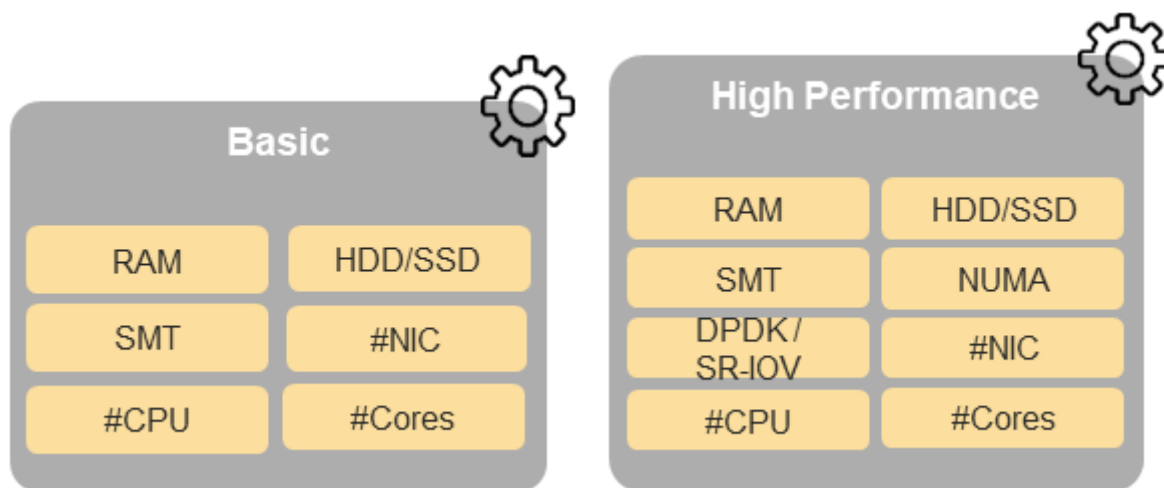 Basic
RAM
HDD/SSD
SMT
#NIC
#CPU
#Cores
High Performance
RAM
HDD/SSD
SMT
NUMA
DPDK /
SR-IOV
#NIC
#CPU
#Cores